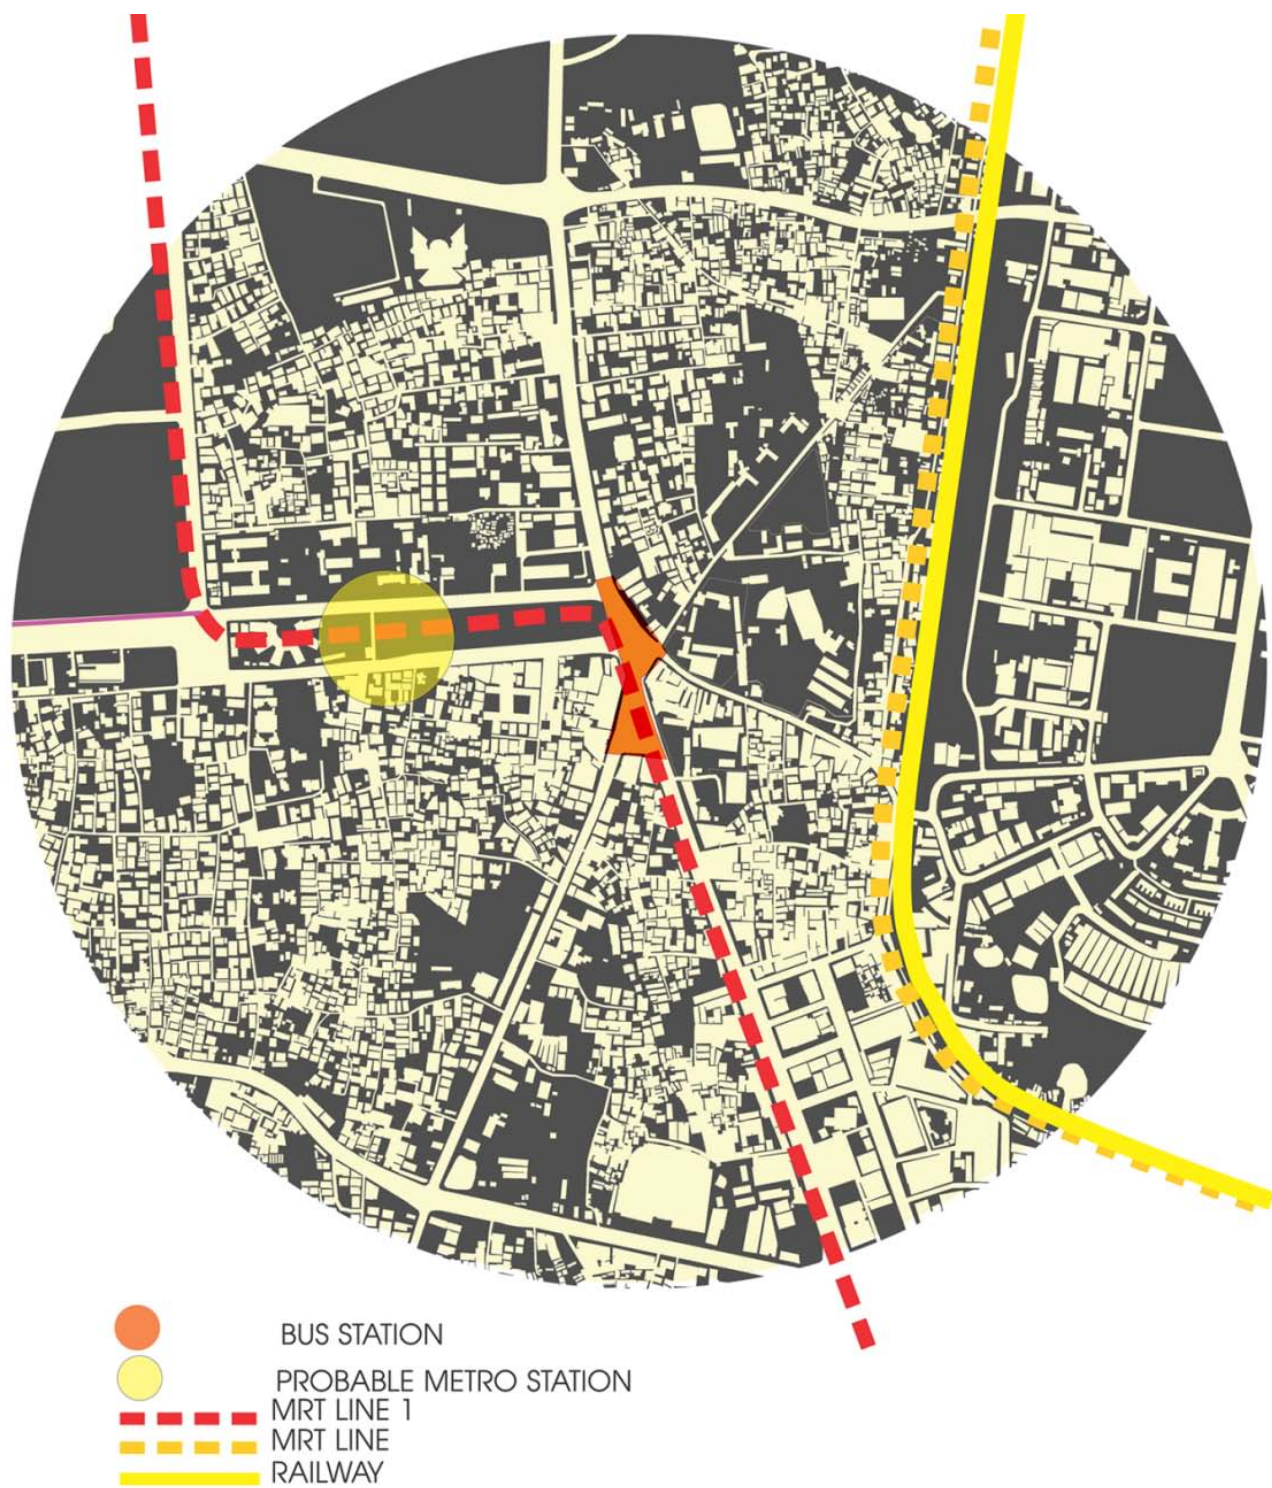 BUS STATION
PROBABLE METRO STATION
MRT LINE 1
MRT LINE
RAILWAY